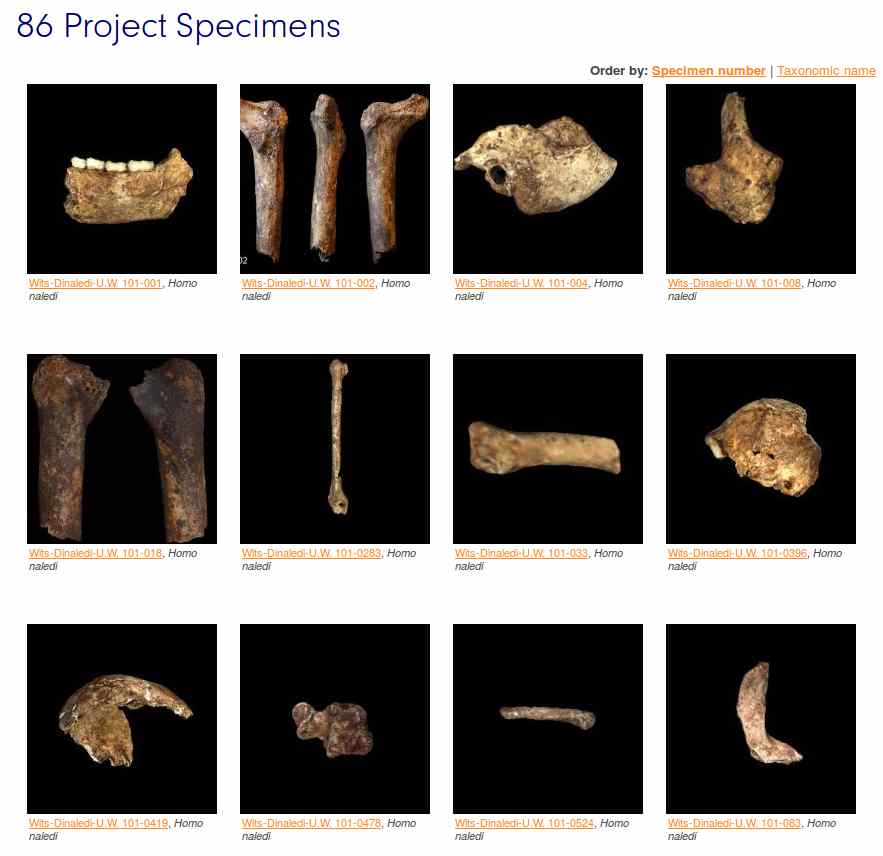 86 Project Specimens
Order by: Specimen number | Taxonomic name
02
Wits-Dinaledi-U.W. 101-001, Homo
naledi
Wits-Dinaledi-U.W. 101-002, Homo
naledi
Wits-Dinaledi-U.W. 101-004, Homo
naledi
Wits-Dinaledi-U.W. 101-008, Homo
naledi
Wits-Dinaledi-U.W. 101-018, Homo
naledi
Wits-Dinaledi-U.W. 101-0283, Homo
naledi
Wits-Dinaledi-U.W. 101-033, Homo
naledi
Wits-Dinaledi-U.W. 101-0396, Homo
naledi
Wits-Dinaledi-U.W. 101-0419, Homo
naledi
Wits-Dinaledi-U.W. 101-0478, Homo
naledi
Wits-Dinaledi-U.W. 101-0524, Homo
naledi
Wits-Dinaledi-U.W. 101-083, Homo
naledi